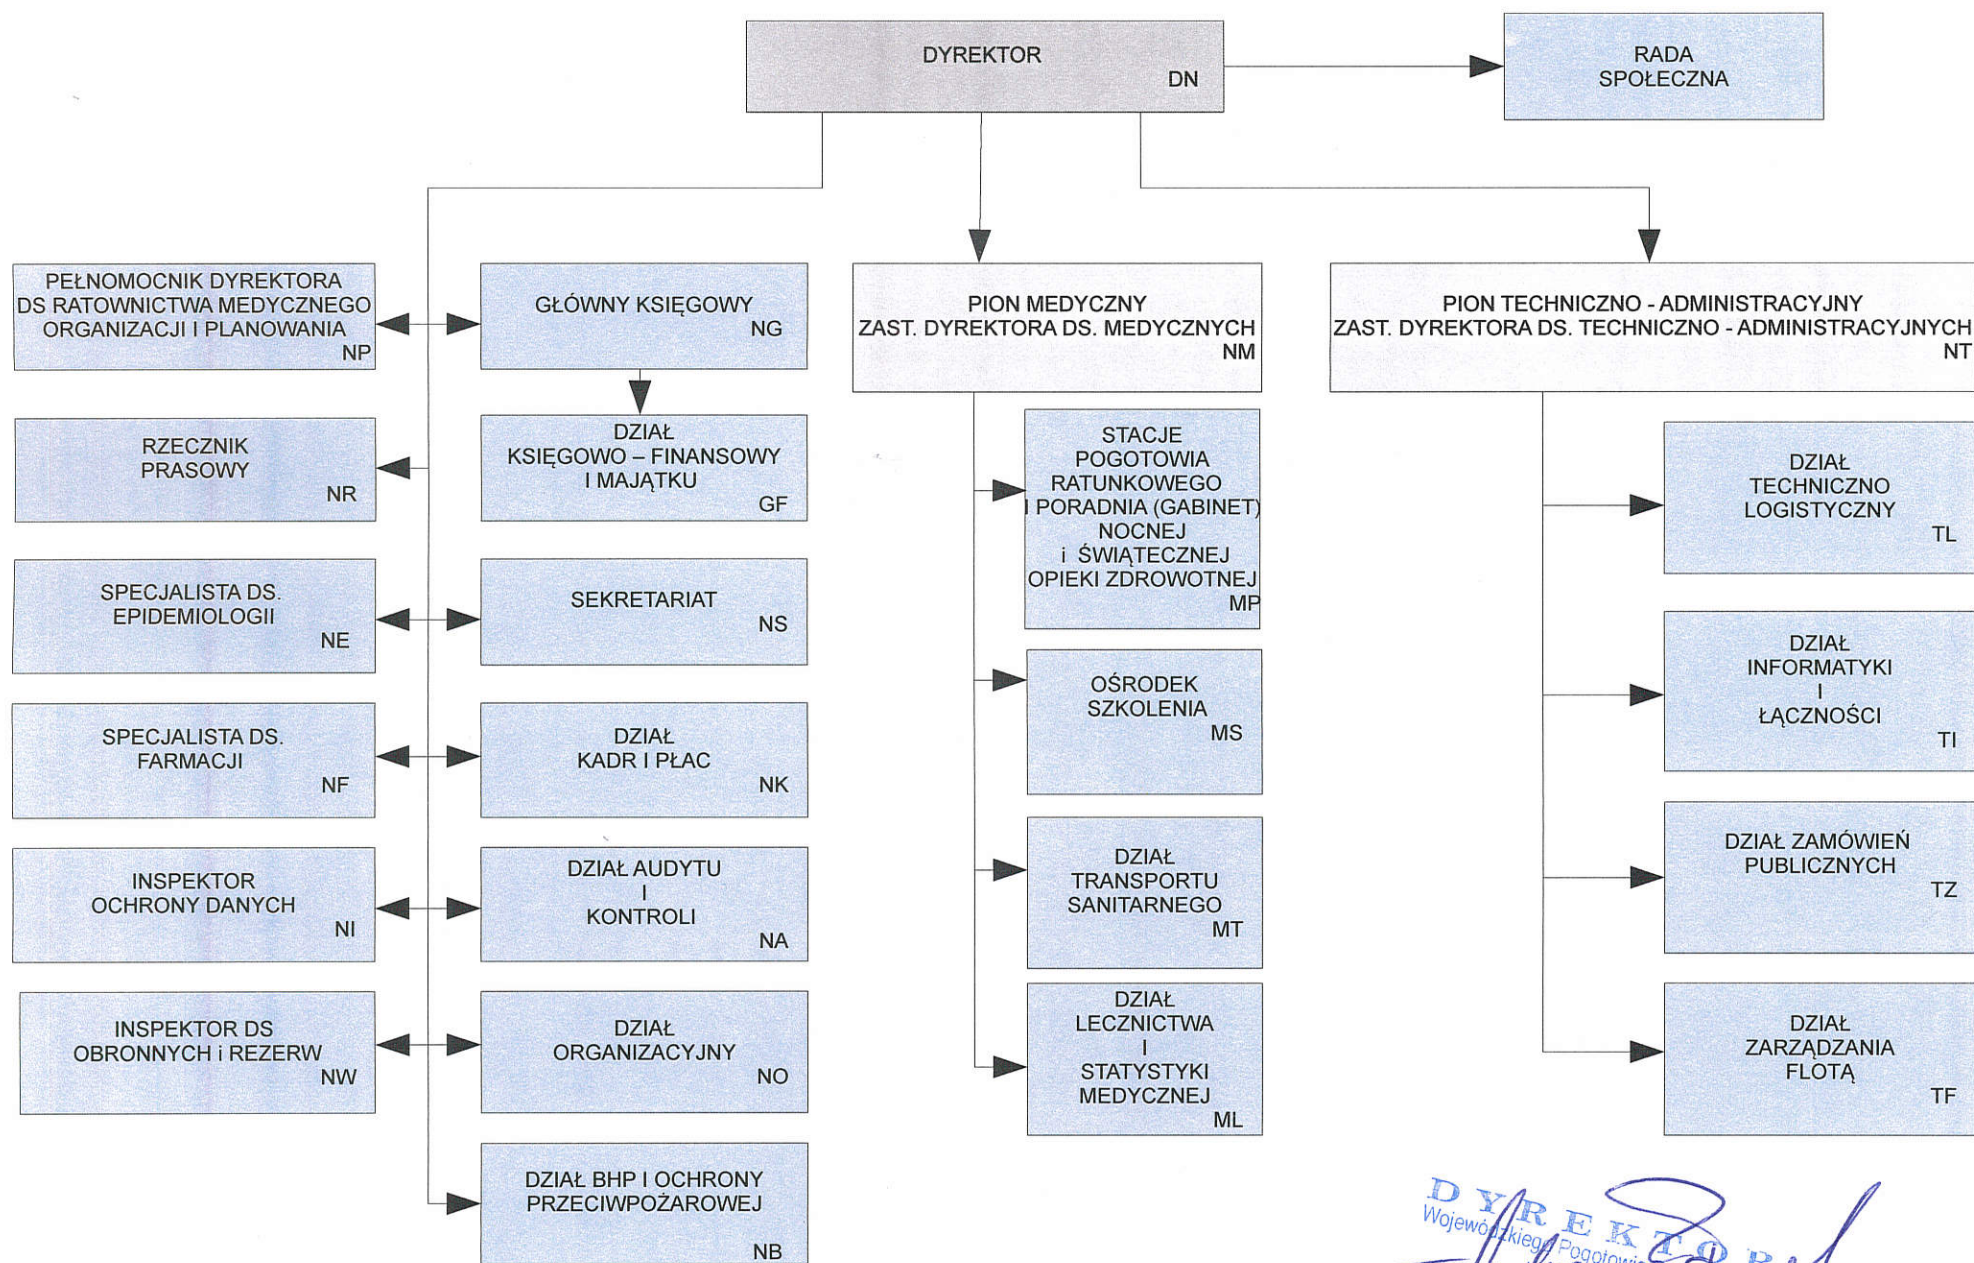 DYREKTOR
DN
RADA
SPOŁECZNA
PEŁNOMOCNIK DYREKTORA
DS RATOWNICTWA MEDYCZNEGO
ORGANIZACJI I PLANOWANIA
NP
GŁÓWNY KSIĘGOWY
NG
PION MEDYCZNY
ZAST. DYREKTORA DS. MEDYCZNYCH
NM
PION TECHNICZNO - ADMINISTRACYJNY
ZAST. DYREKTORA DS. TECHNICZNO - ADMINISTRACYJNYCH
NT
RZECZNIK
PRASOWY
NR
DZIAŁ
KSIĘGOWO – FINANSOWY
I MAJĄTKU
GF
SPECJALISTA DS.
EPIDEMIOLOGII
NE
SEKRETARIAT
NS
SPECJALISTA DS.
FARMACJI
NF
DZIAŁ
KADR I PŁAC
NK
INSPEKTOR
OCHRONY DANYCH
NI
DZIAŁ AUDYTU
I
KONTROLI
NA
INSPEKTOR DS
OBRONNYCH i REZERW
NW
DZIAŁ
ORGANIZACYJNY
NO
DZIAŁ BHP I OCHRONY
PRZECIWPOŻAROWEJ
NB
STACJE
POGOTOWIA
RATUNKOWEGO
I PORADNIA (GABINET)
NOCNEJ
i ŚWIĄTECZNEJ
OPIEKI ZDROWOTNEJ
MP
OŚRODEK
SZKOLENIA
MS
DZIAŁ
TRANSPORTU
SANITARNEGO
MT
DZIAŁ
LECZNICTWA
I
STATYSTYKI
MEDYCZNEJ
ML
DZIAŁ
TECHNICZNO
LOGISTYCZNY
TL
DZIAŁ
INFORMATYKI
I
ŁĄCZNOŚCI
TI
DZIAŁ ZAMÓWIEŃ
PUBLICZNYCH
TZ
DZIAŁ
ZARZĄDZANIA
FLOTĄ
TF
DYREKTOR
Wojewódzkiego Pogotowia